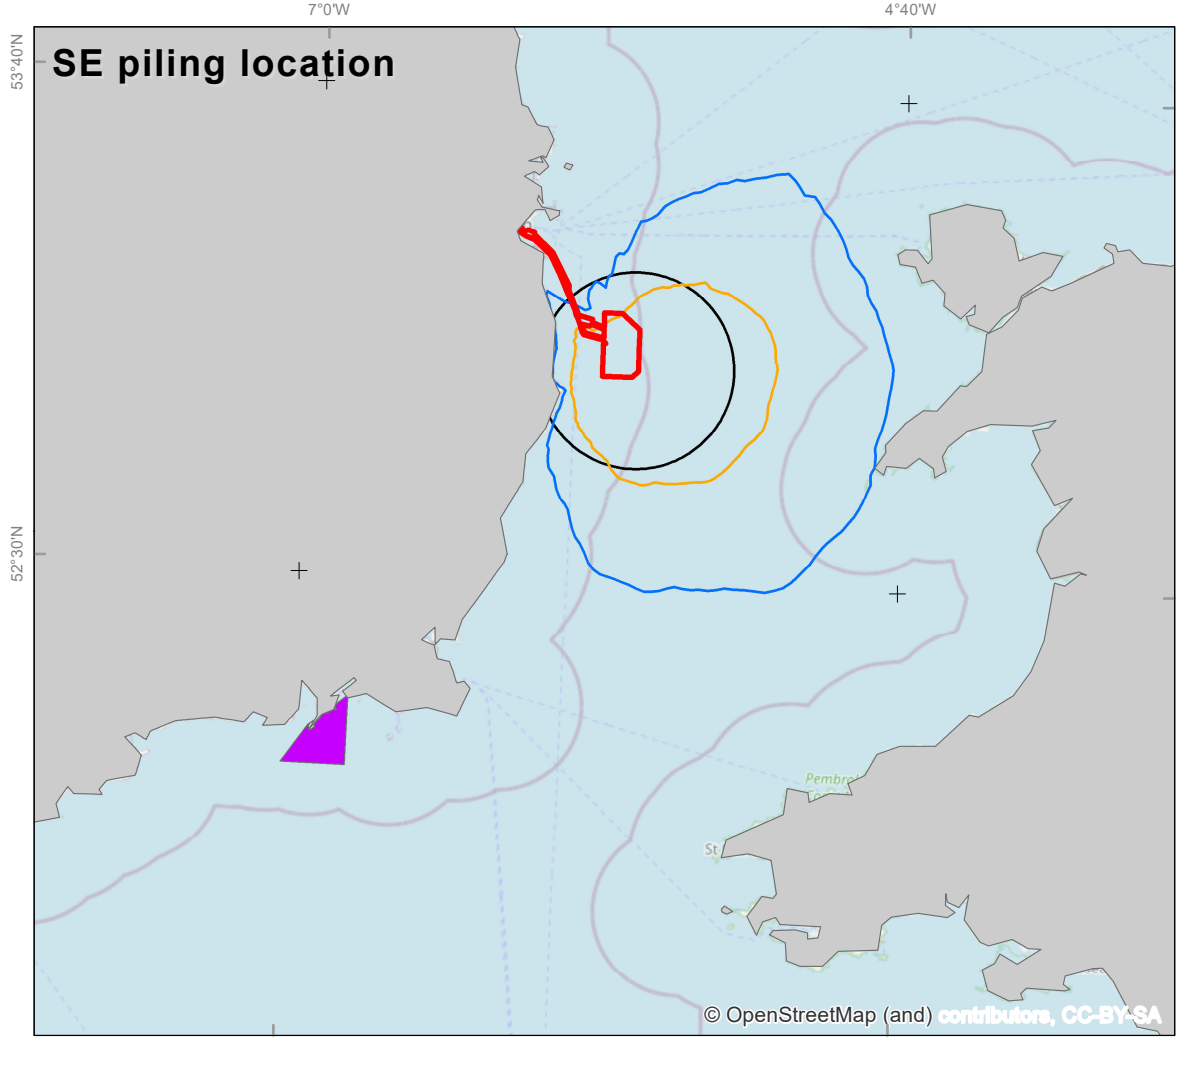 7°0'W 4°40'W
53°40'N
SE piling location
52°30'N
St
© OpenStreetMap (and) contributors, CC-BY-SA